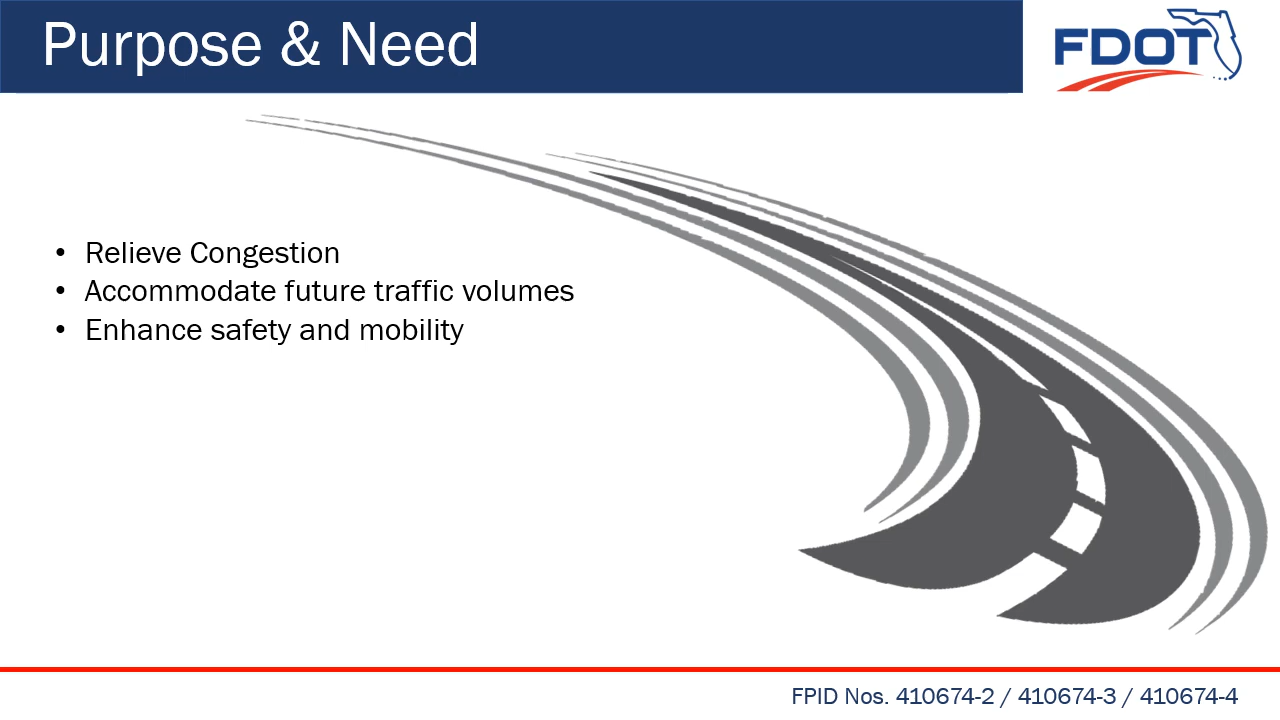 Purpose & Need
FDOT
• Relieve Congestion
• Accommodate future traffic volumes
• Enhance safety and mobility
FPID Nos. 410674-2 / 410674-3 / 410674-4